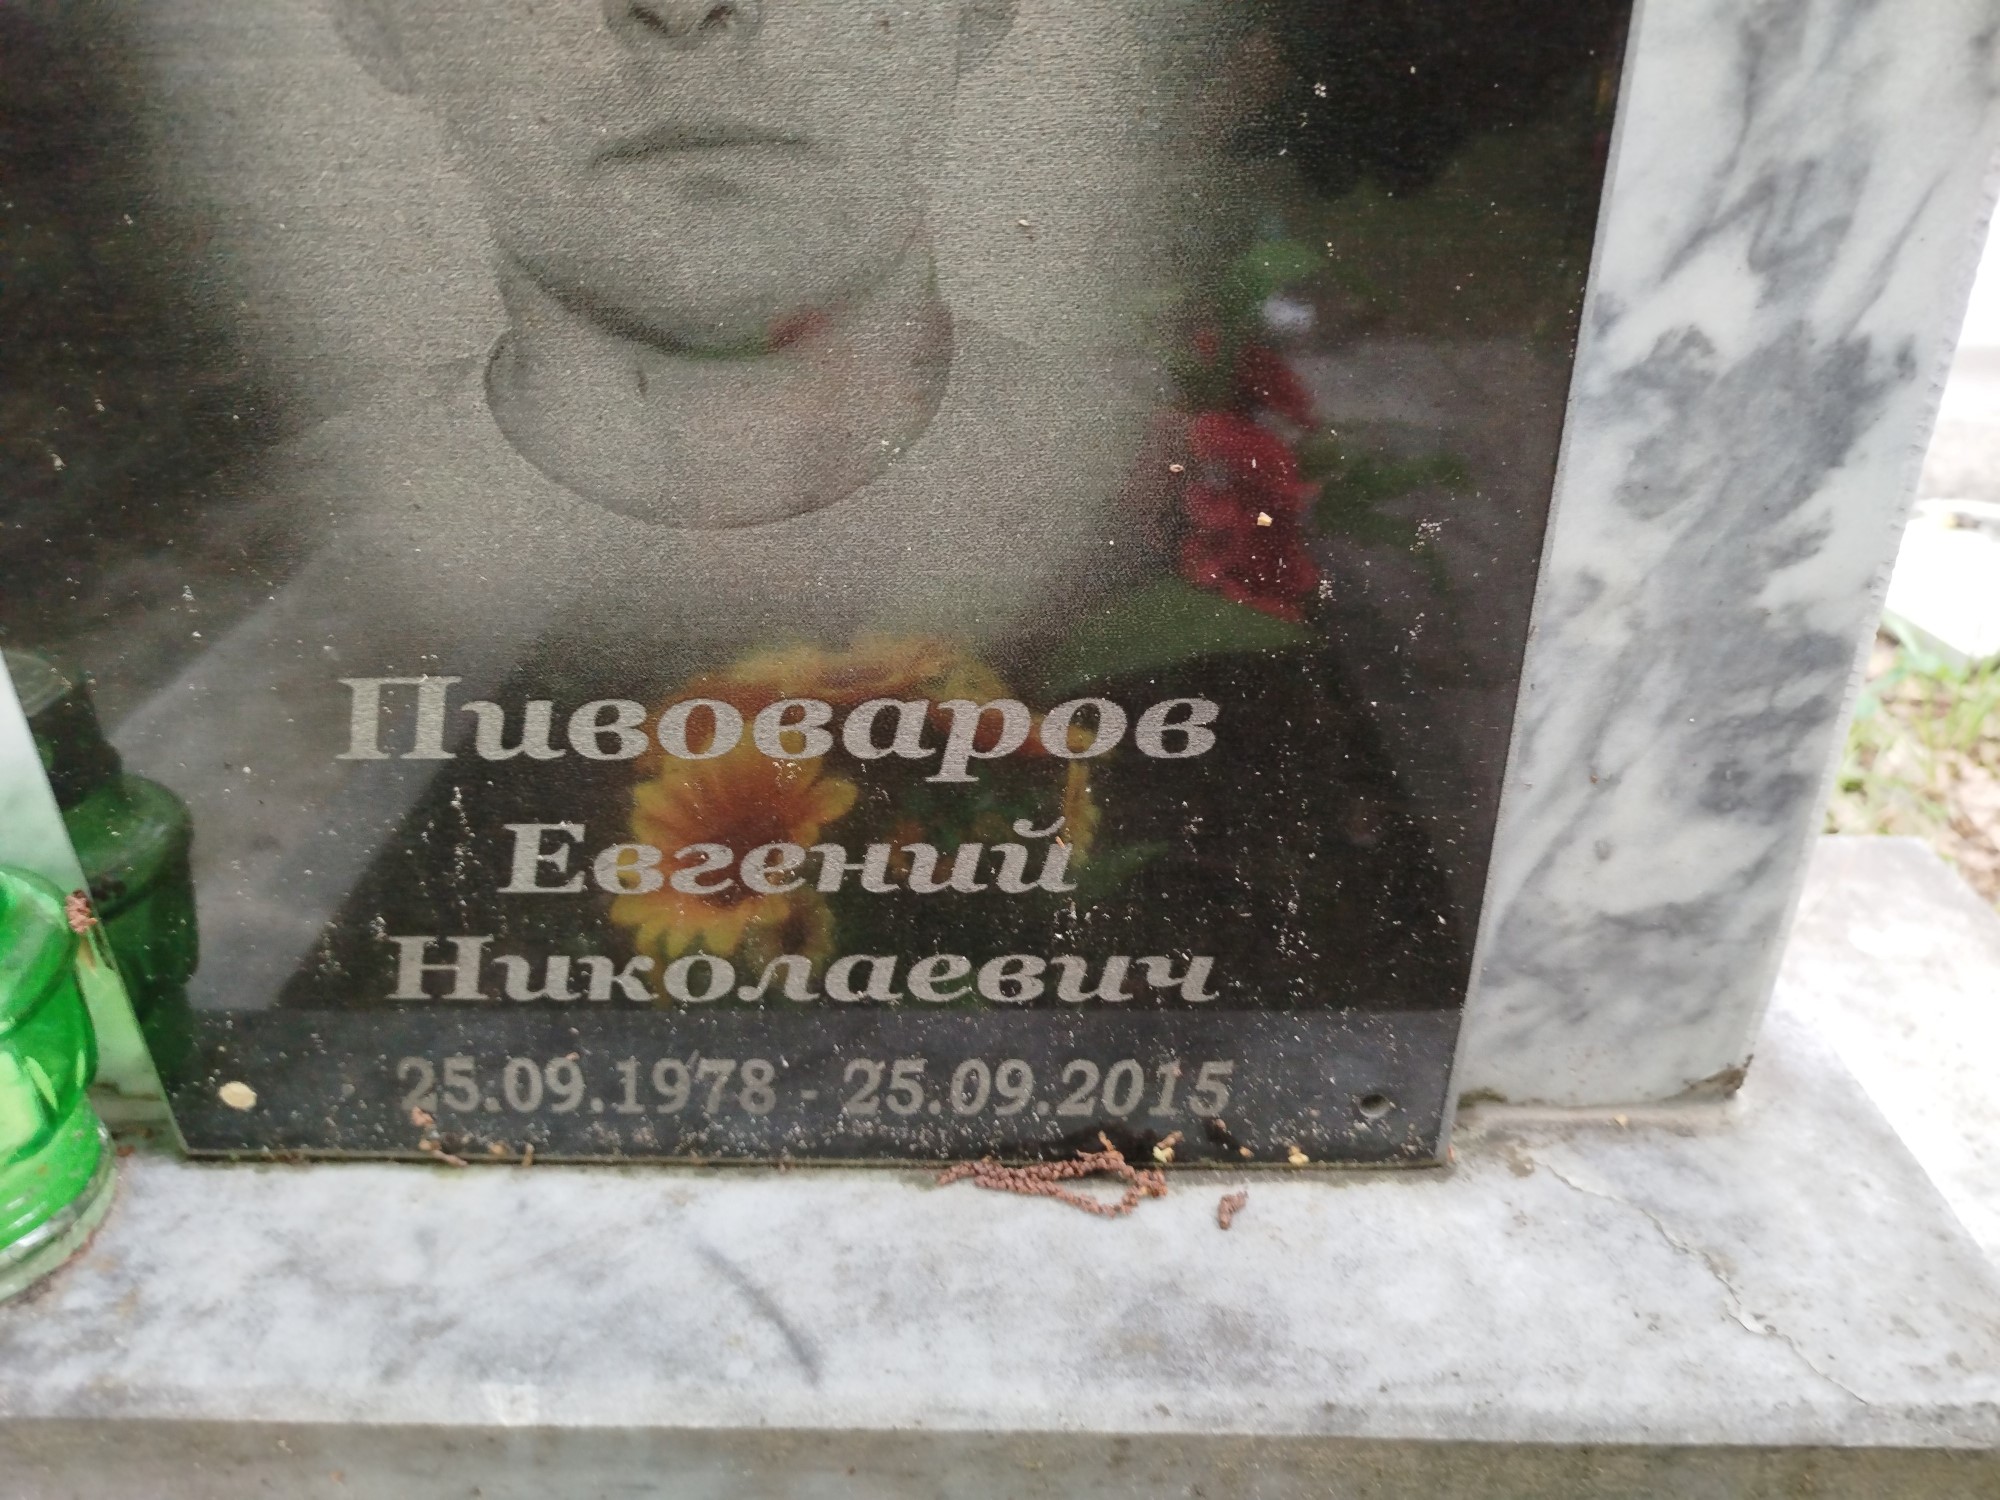 Пивоваров
Евгений
Николаевич
25.09.1978 - 25.09.2015